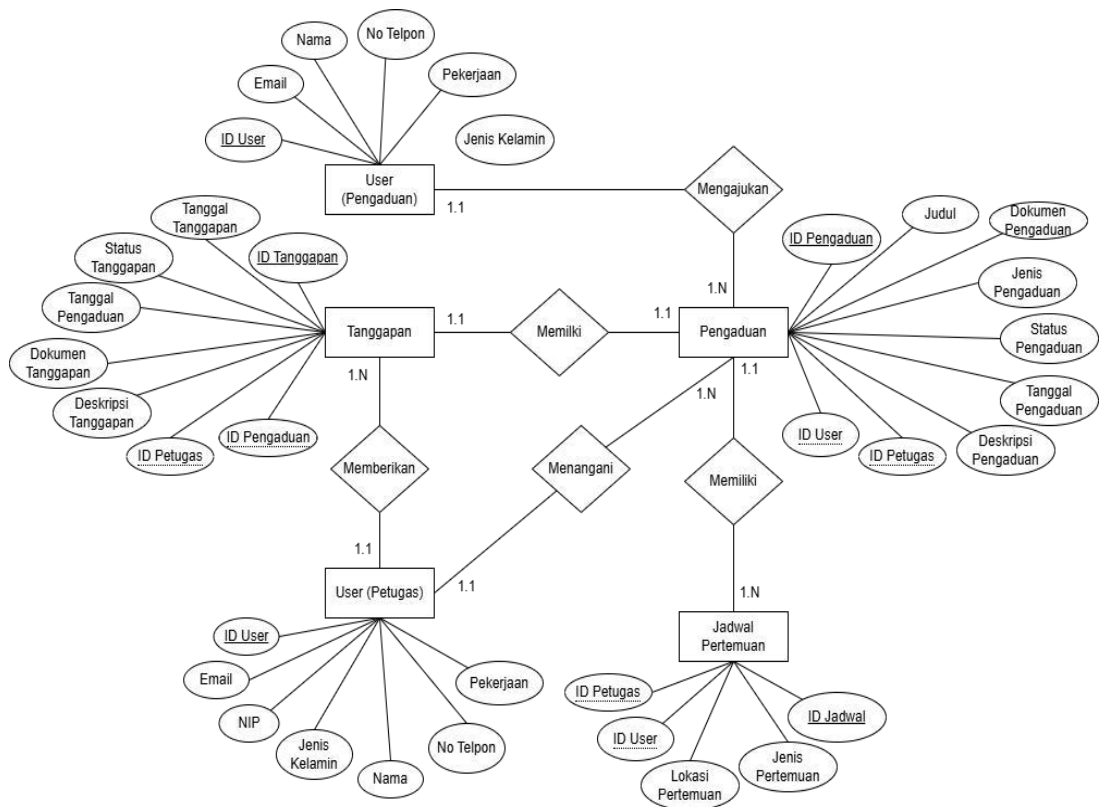 No Telpon
Nama
Pekerjaan
Email
ID User
Jenis Kelamin
User
(Pengaduan)
1.1
Mengajukan
Tanggal
Tanggapan
Status
Tanggapan
ID Tanggapan
Tanggal
Pengaduan
Dokumen
Tanggapan
Deskripsi
Tanggapan
ID Petugas
ID Pengaduan
Tanggapan
1.1
Memilki
1.1
1.N
Pengaduan
ID Pengaduan
Judul
Dokumen
Pengaduan
Jenis
Pengaduan
Status
Pengaduan
Tanggal
Pengaduan
Deskripsi
Pengaduan
ID Petugas
ID User
1.N
Memberikan
1.1
1.N
Menangani
1.1
1.1
Memiliki
1.N
User (Petugas)
ID User
Email
NIP
Jenis
Kelamin
Nama
No Telpon
Pekerjaan
Jadwal
Pertemuan
ID Petugas
ID User
Lokasi
Pertemuan
Jenis
Pertemuan
ID Jadwal